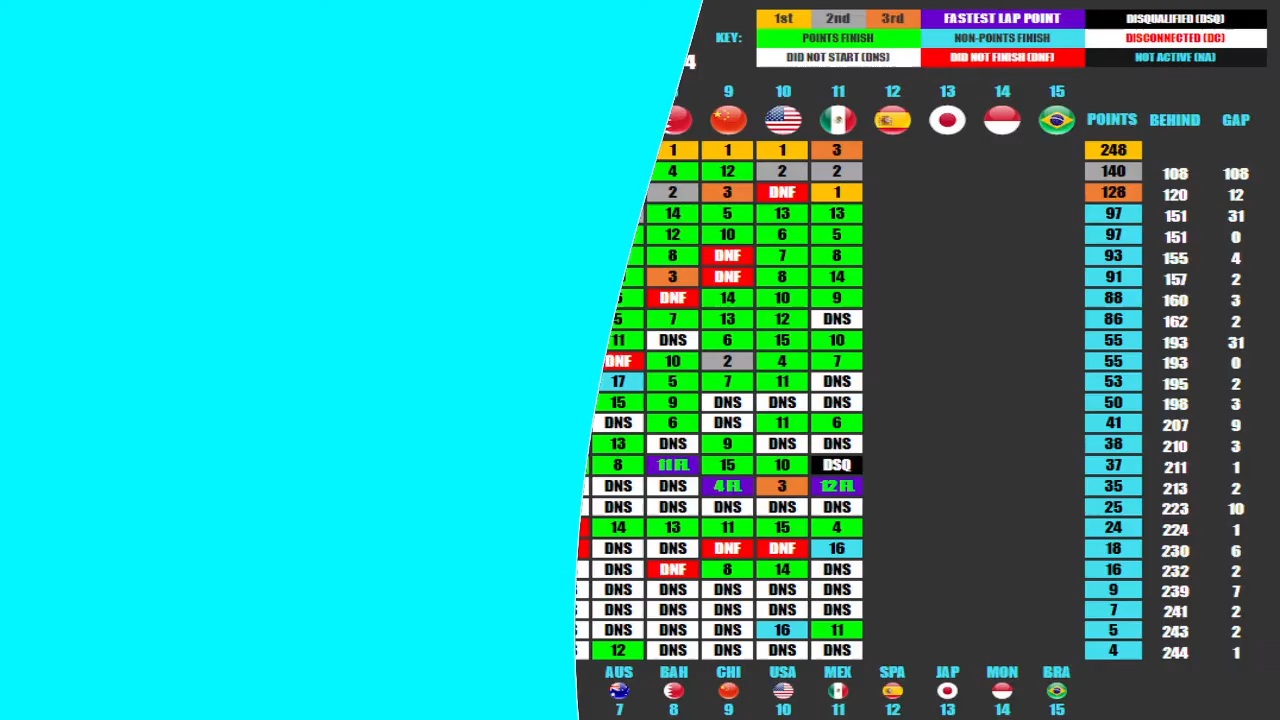 1st 2nd 3rd FASTEST LAP POINT DISQUALIFIED (DSQ)
KEY: POINTS FINISH NON-POINTS FINISH DISCONNECTED (DC)
4 DID NOT START (DNS) DID NOT FINISH (DNF) NOT ACTIVE (NA)
9 10 11 12 13 14 15
POINTS BEHIND GAP
1 1 1 3 248
4 12 2 2 140 108 108
2 3 DNF 1 128 120 12
14 5 13 13 97 151 31
12 10 6 5 97 151 0
8 DNF 7 8 93 155 4
3 DNF 8 14 91 157 2
DNF 14 10 9 88 160 3
5 7 13 12 DNS 86 162 2
11 DNS 6 15 10 55 193 31
DNF 10 2 4 7 55 193 0
17 5 7 11 DNS 53 195 2
15 9 DNS DNS DNS 50 198 3
DNS 6 DNS 11 6 41 207 9
13 DNS 9 DNS DNS 38 210 3
8 11 FL 15 10 DSQ 37 211 1
DNS DNS 4 FL 3 12 FL 35 213 2
DNS DNS DNS DNS DNS 25 223 10
14 13 11 15 4 24 224 1
DNS DNS DNF DNF 16 18 230 6
DNS DNF 8 14 DNS 16 232 2
DNS DNS DNS DNS DNS 9 239 7
DNS DNS DNS DNS DNS 7 241 2
DNS DNS DNS 16 11 5 243 2
12 DNS DNS DNS DNS 4 244 1
AUS BAH CHI USA MEX SPA JAP MON BRA
7 8 9 10 11 12 13 14 15